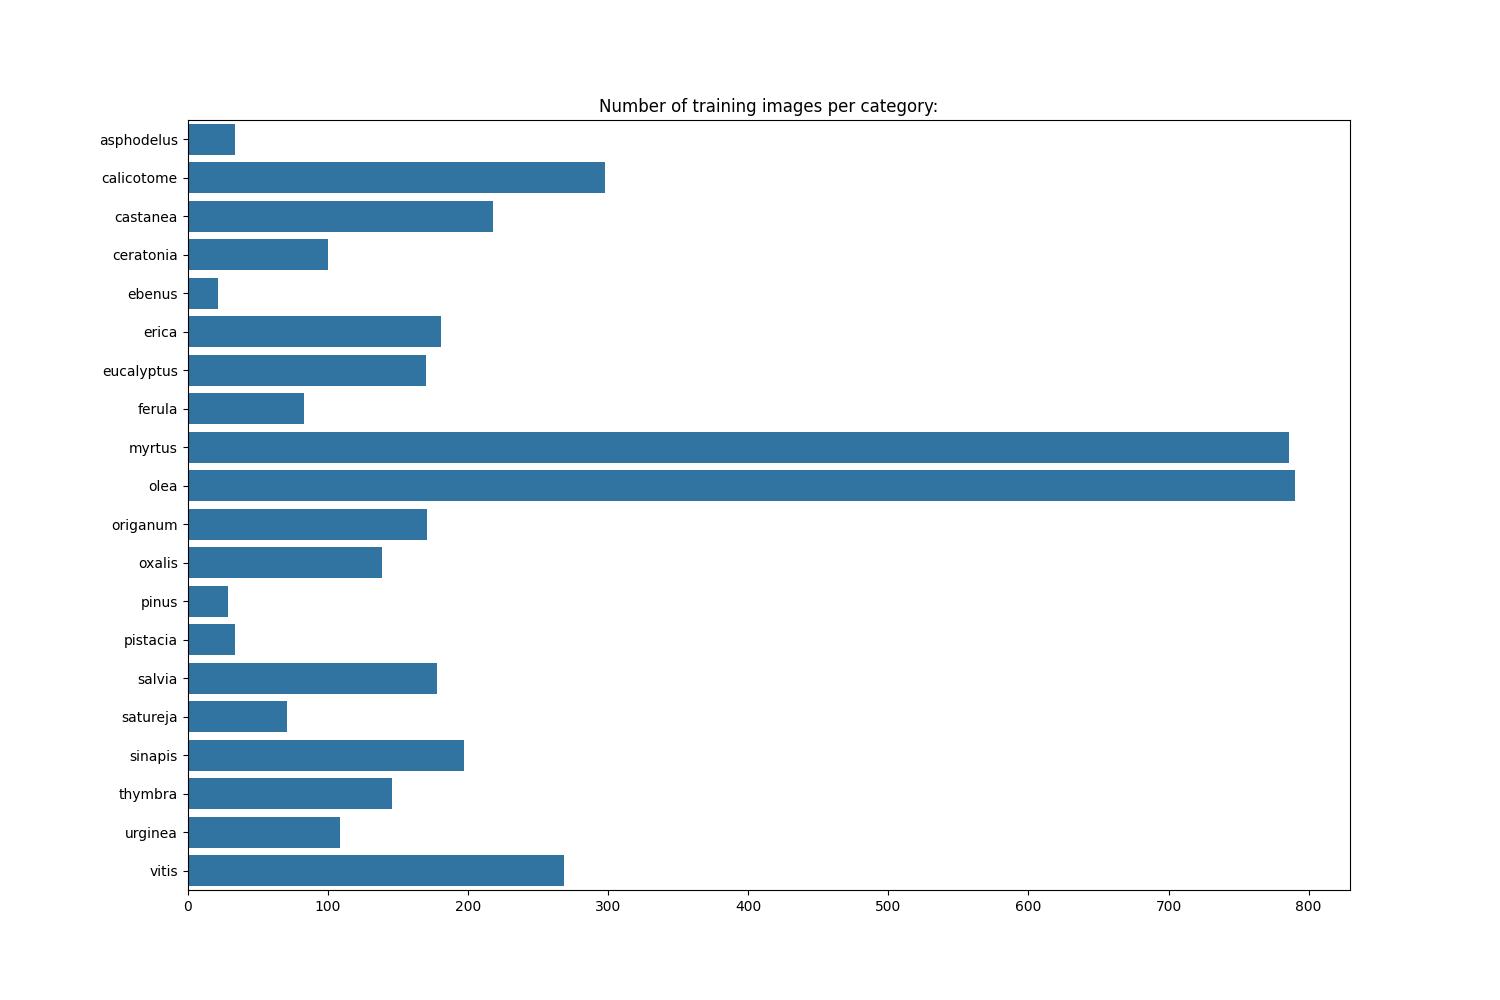 Number of training images per category:
asphodelus
calicotome
castanea
ceratonia
ebenus
erica
eucalyptus
ferula
myrtus
olea
origanum
oxalis
pinus
pistacia
salvia
satureja
sinapis
thymbra
urginea
vitis
0 100 200 300 400 500 600 700 800